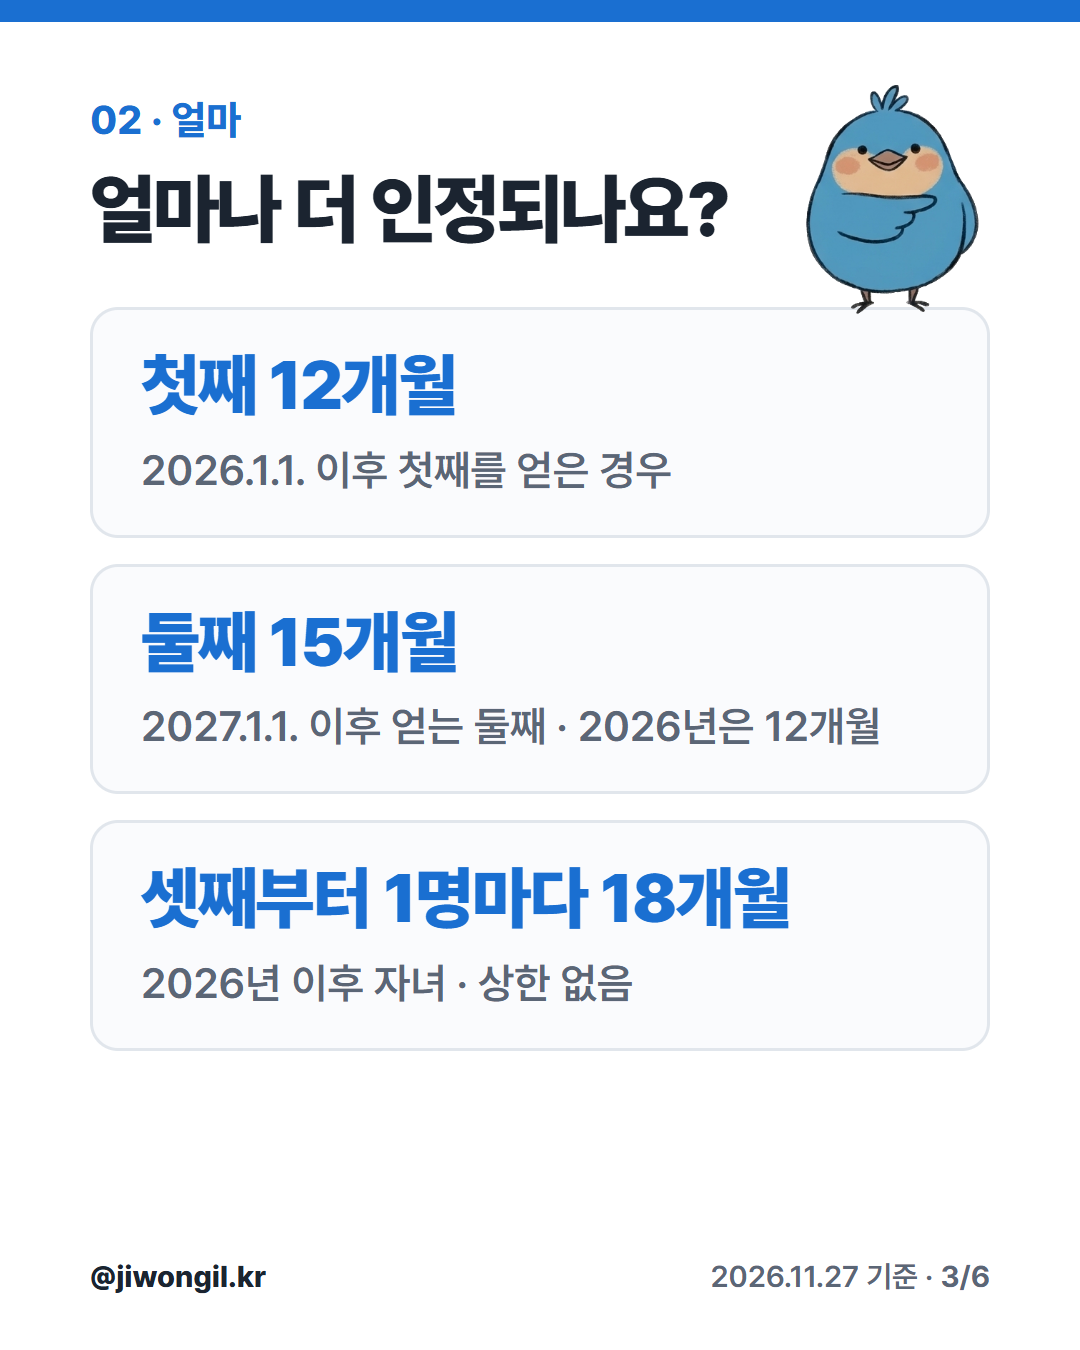 02 · 얼마
얼마나 더 인정되나요?
첫째 12개월
2026.1.1. 이후 첫째를 얻은 경우
둘째 15개월
2027.1.1. 이후 얻는 둘째 · 2026년은 12개월
셋째부터 1명마다 18개월
2026년 이후 자녀 · 상한 없음
@jiwongil.kr
2026.11.27 기준 · 3/6